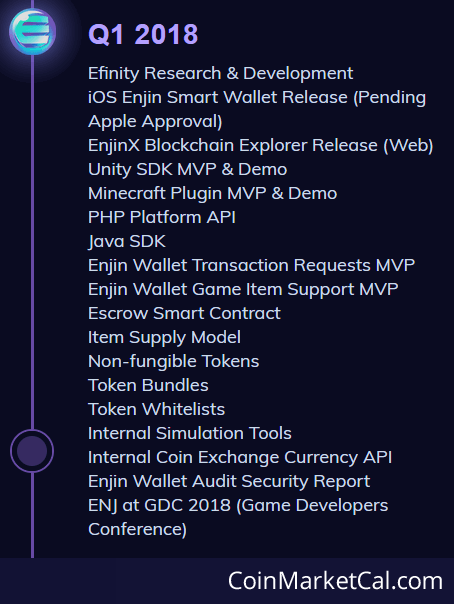 Q1 2018
Efinity Research & Development
iOS Enjin Smart Wallet Release (Pending
Apple Approval)
EnjinX Blockchain Explorer Release (Web)
Unity SDK MVP & Demo
Minecraft Plugin MVP & Demo
PHP Platform API
Java SDK
Enjin Wallet Transaction Requests MVP
Enjin Wallet Game Item Support MVP
Escrow Smart Contract
Item Supply Model
Non-fungible Tokens
Token Bundles
Token Whitelists
Internal Simulation Tools
Internal Coin Exchange Currency API
Enjin Wallet Audit Security Report
ENJ at GDC 2018 (Game Developers
Conference)
CoinMarketCal.com